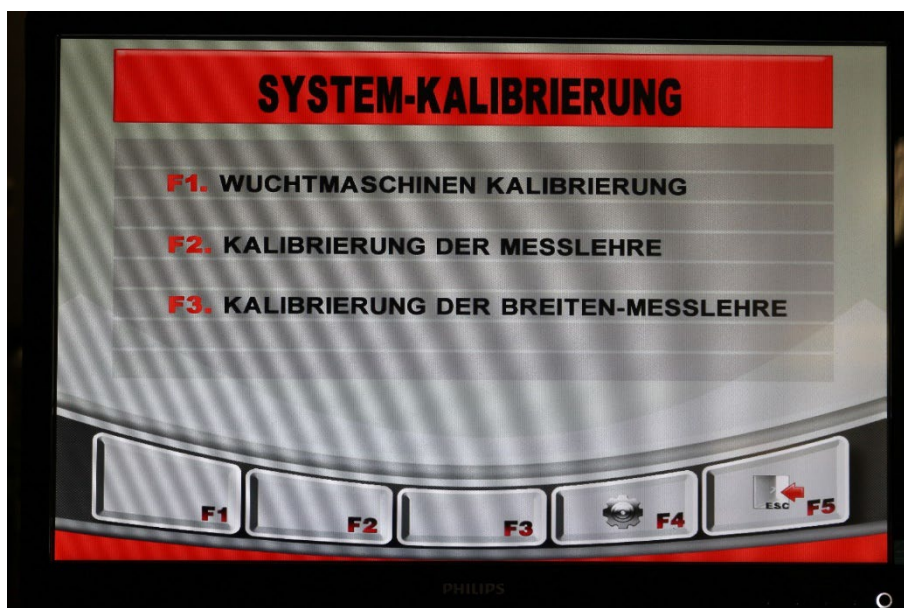 SYSTEM-KALIBRIERUNG
F1. WUCHTMASCHINEN KALIBRIERUNG
F2. KALIBRIERUNG DER MESSLEHRE
F3. KALIBRIERUNG DER BREITEN-MESSLEHRE
F1
F2
F3
F4
ESC F5
PHILIPS